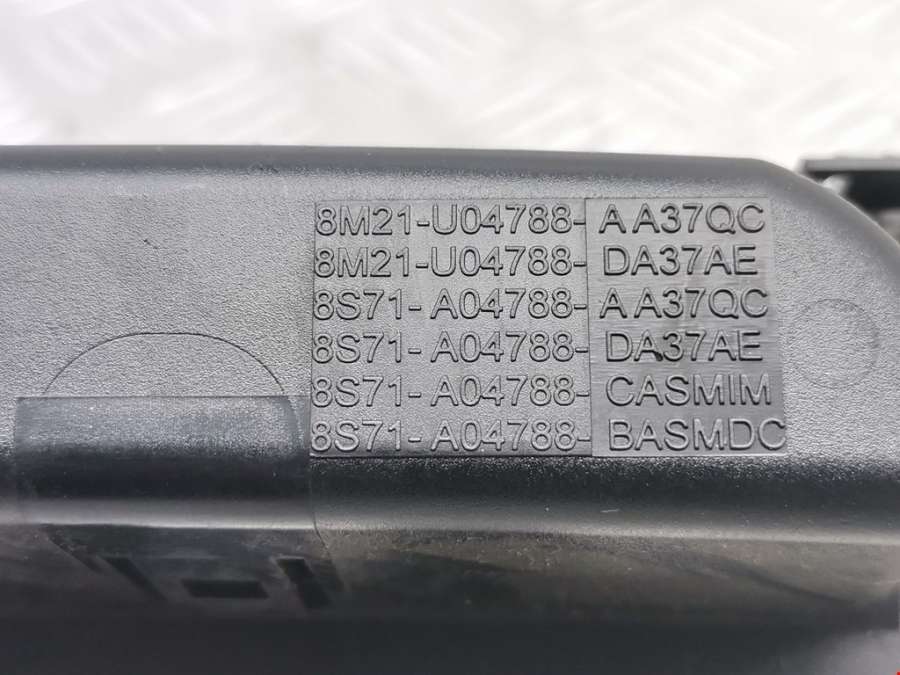 8M21-U04788-AA37QC
8M21-U04788-DA37AE
8S71-A04788-AA37QC
8S71-A04788-DA37AE
8S71-A04788-CASMIM
8S71-A04788-BASMDC